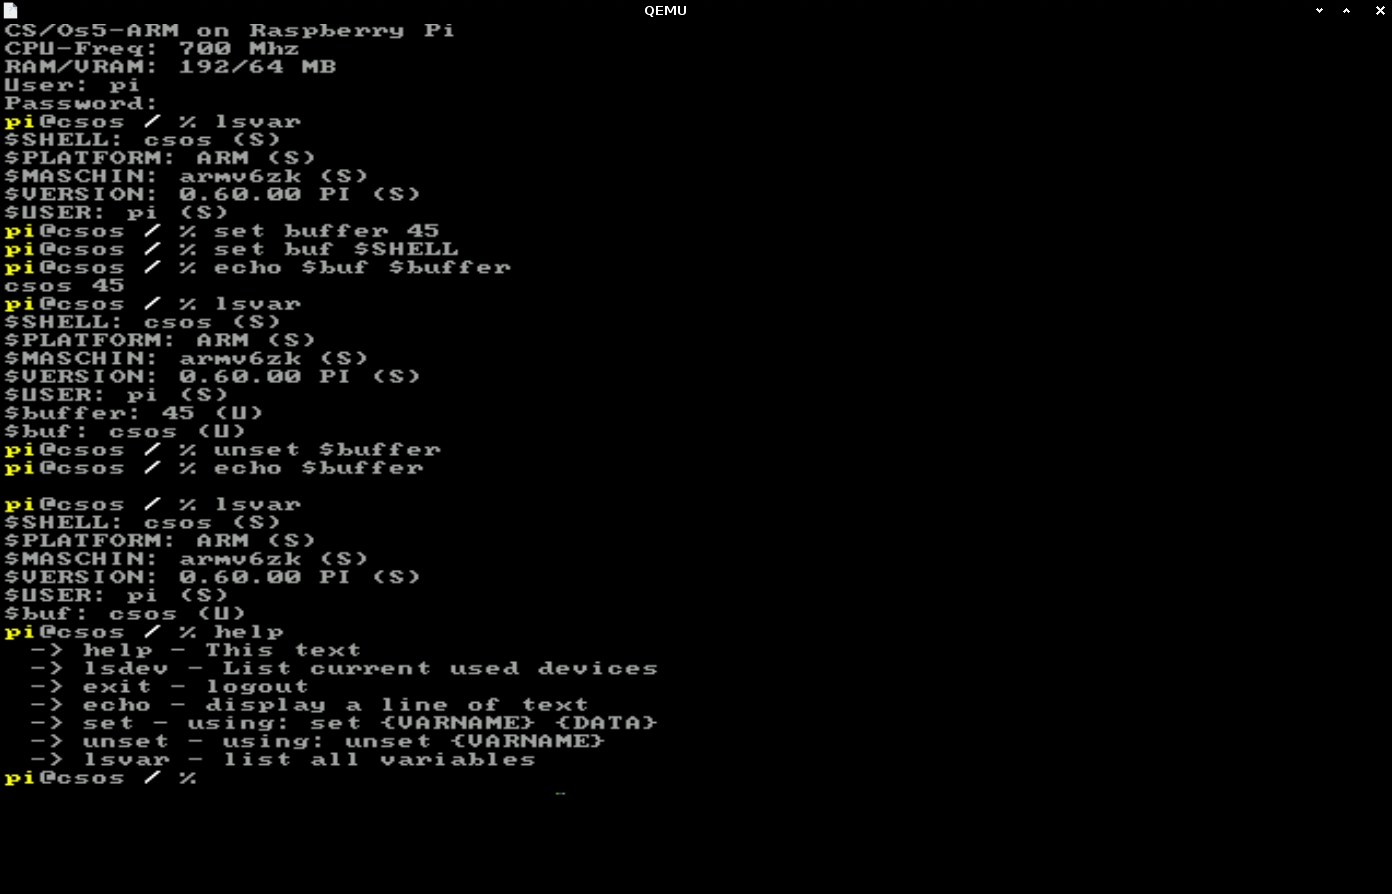 QEMU
CS/Os5-ARM on Raspberry Pi
CPU-Freq: 700 Mhz
RAM/VRAM: 192/64 MB
User: pi
Password:
pi@csos / % lsvar
$SHELL: csos (S)
$PLATFORM: ARM (S)
$MASCHIN: armv6zk (S)
$VERSION: 0.60.00 PI (S)
$USER: pi (S)
pi@csos / % set buffer 45
pi@csos / % set buf $SHELL
pi@csos / % echo $buf $buffer
csos 45
pi@csos / % lsvar
$SHELL: csos (S)
$PLATFORM: ARM (S)
$MASCHIN: armv6zk (S)
$VERSION: 0.60.00 PI (S)
$USER: pi (S)
$buffer: 45 (U)
$buf: csos (U)
pi@csos / % unset $buffer
pi@csos / % echo $buffer

pi@csos / % lsvar
$SHELL: csos (S)
$PLATFORM: ARM (S)
$MASCHIN: armv6zk (S)
$VERSION: 0.60.00 PI (S)
$USER: pi (S)
$buf: csos (U)
pi@csos / % help
-> help - This text
-> lsdev - List current used devices
-> exit - logout
-> echo - display a line of text
-> set - using: set {VARNAME} {DATA}
-> unset - using: unset {VARNAME}
-> lsvar - list all variables
pi@csos / %